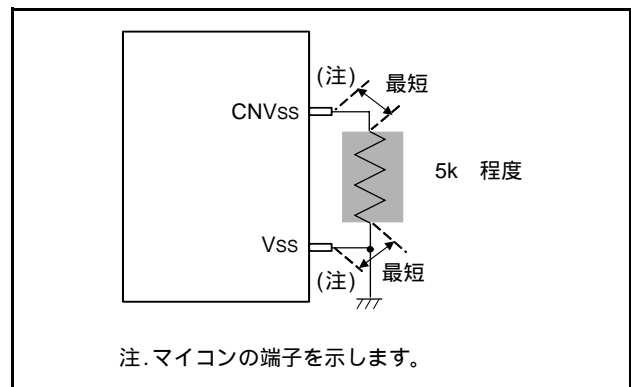 (注)
最短
CNVss
5k 程度
Vss
(注)
最短
注.マイコンの端子を示します。